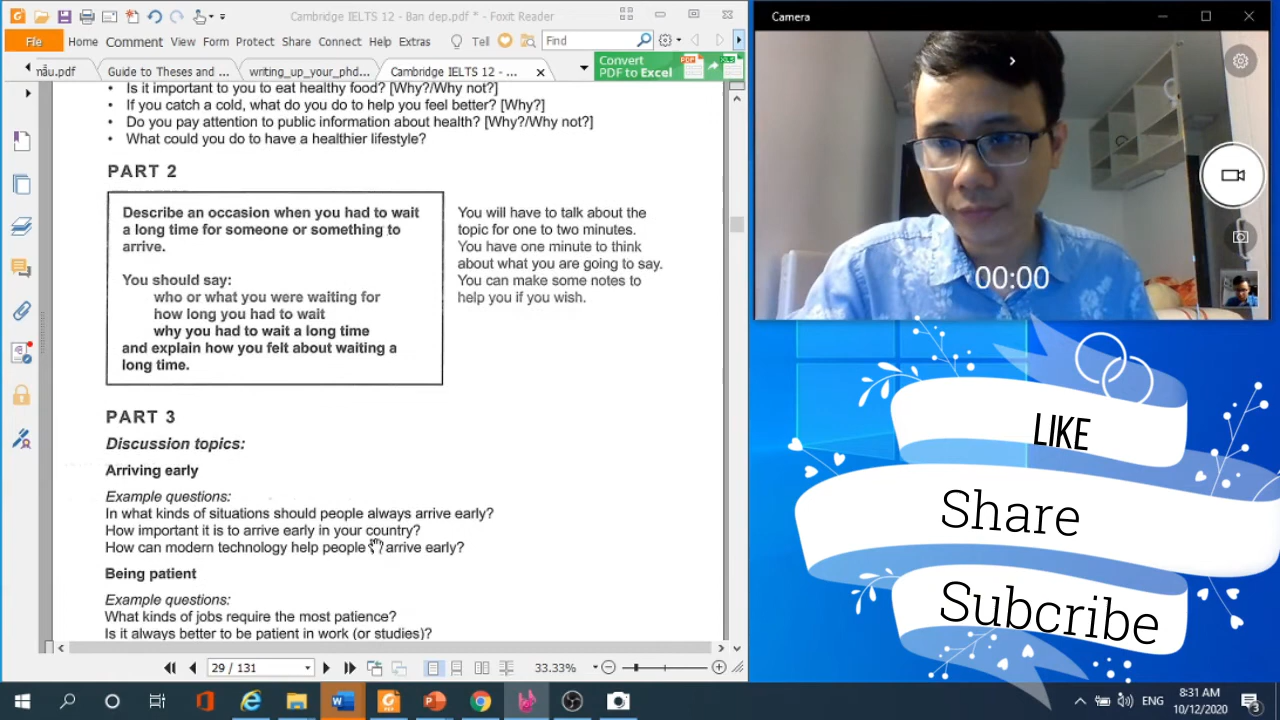 Cambridge IELTS 12 - Ban dep.pdf * - Foxit Reader
File Home Comment View Form Protect Share Connect Help Extras Tell Find
mau.pdf Guide to Theses and ... writing_up_your_phd... Cambridge IELTS 12 - ...
Convert
PDF to Excel
• Is it important to you to eat healthy food? [Why?/Why not?]
• If you catch a cold, what do you do to help you feel better? [Why?]
• Do you pay attention to public information about health? [Why?/Why not?]
• What could you do to have a healthier lifestyle?
PART 2
Describe an occasion when you had to wait
a long time for someone or something to
arrive.
You should say:
who or what you were waiting for
how long you had to wait
why you had to wait a long time
and explain how you felt about waiting a
long time.
You will have to talk about the
topic for one to two minutes.
You have one minute to think
about what you are going to say.
You can make some notes to
help you if you wish.
PART 3
Discussion topics:
Arriving early
Example questions:
In what kinds of situations should people always arrive early?
How important it is to arrive early in your country?
How can modern technology help people arrive early?
Being patient
Example questions:
What kinds of jobs require the most patience?
Is it always better to be patient in work (or studies)?
29 / 131
33.33%
Camera
00:00
LIKE
Share
Subcribe
ENG
8:31 AM
10/12/2020
3